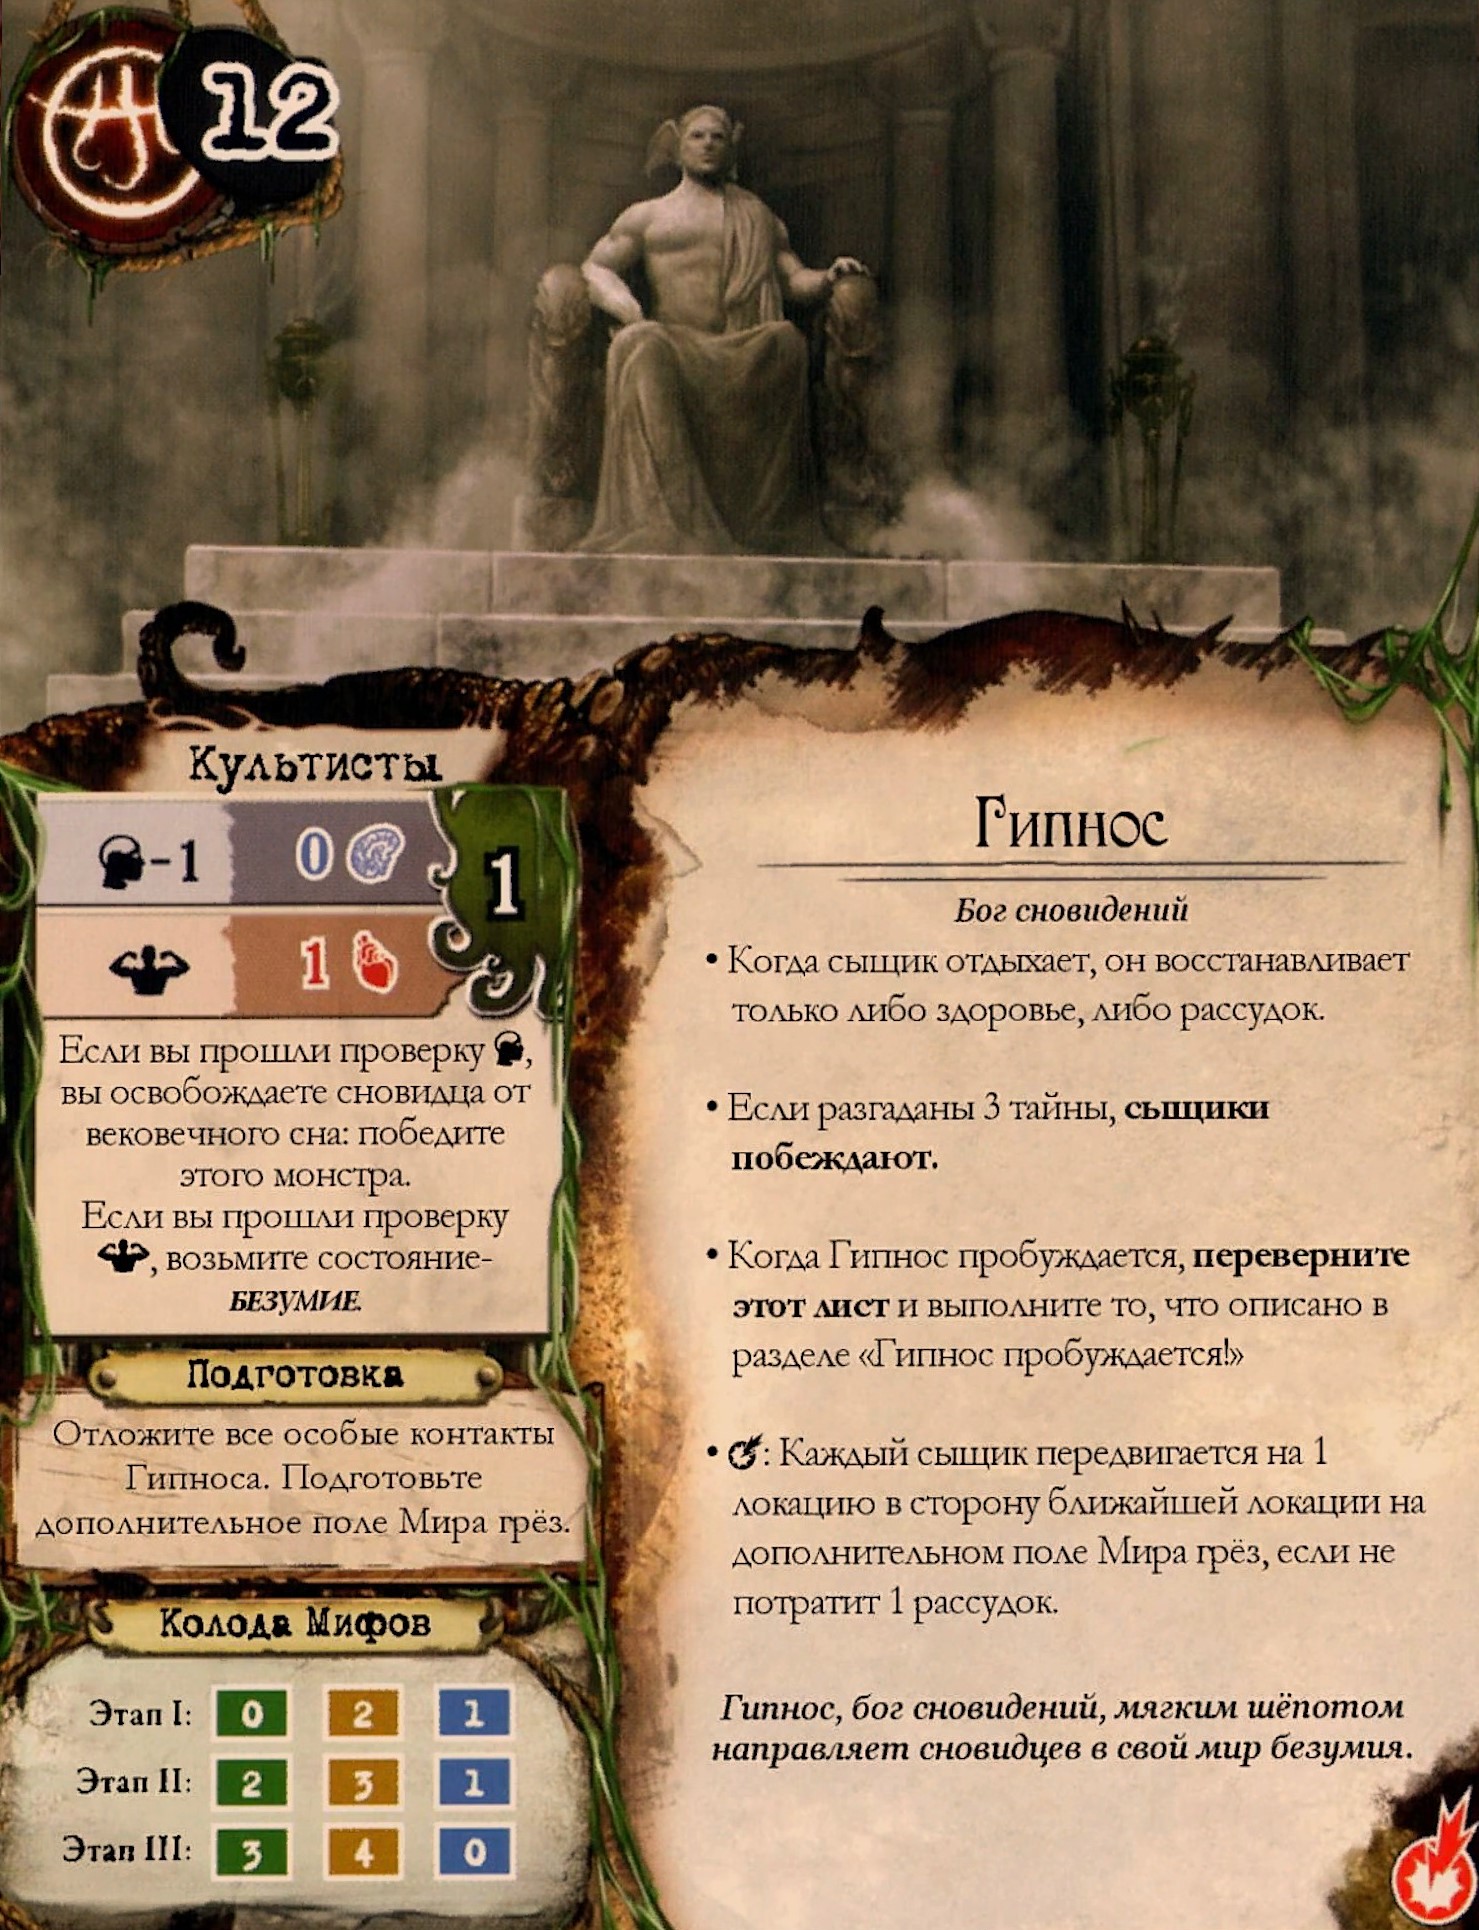 12
Культисты
-1 0 1
1
Если вы прошли проверку ,
вы освобождаете сновидца от
вековечного сна: победите
этого монстра.
Если вы прошли проверку
, возьмите состояние-
БЕЗУМИЕ.
Подготовка
Отложите все особые контакты
Гипноса. Подготовьте
дополнительное поле Мира грёз.
Колода Мифов
Этап I: 0 2 1
Этап II: 2 3 1
Этап III: 3 4 0
Гипнос
Бог сновидений
• Когда сыщик отдыхает, он восстанавливает
только либо здоровье, либо рассудок.
• Если разгаданы 3 тайны, сыщики
побеждают.
• Когда Гипнос пробуждается, переверните
этот лист и выполните то, что описано в
разделе «Гипнос пробуждается!»
• : Каждый сыщик передвигается на 1
локацию в сторону ближайшей локации на
дополнительном поле Мира грёз, если не
потратит 1 рассудок.
Гипнос, бог сновидений, мягким шёпотом
направляет сновидцев в свой мир безумия.